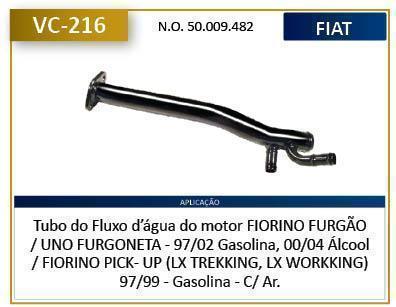 VC-216
N.O. 50.009.482
FIAT
APLICAÇÃO
Tubo do Fluxo d’água do motor FIORINO FURGÃO
/ UNO FURGONETA - 97/02 Gasolina, 00/04 Álcool
/ FIORINO PICK- UP (LX TREKKING, LX WORKKING)
97/99 - Gasolina - C/ Ar.